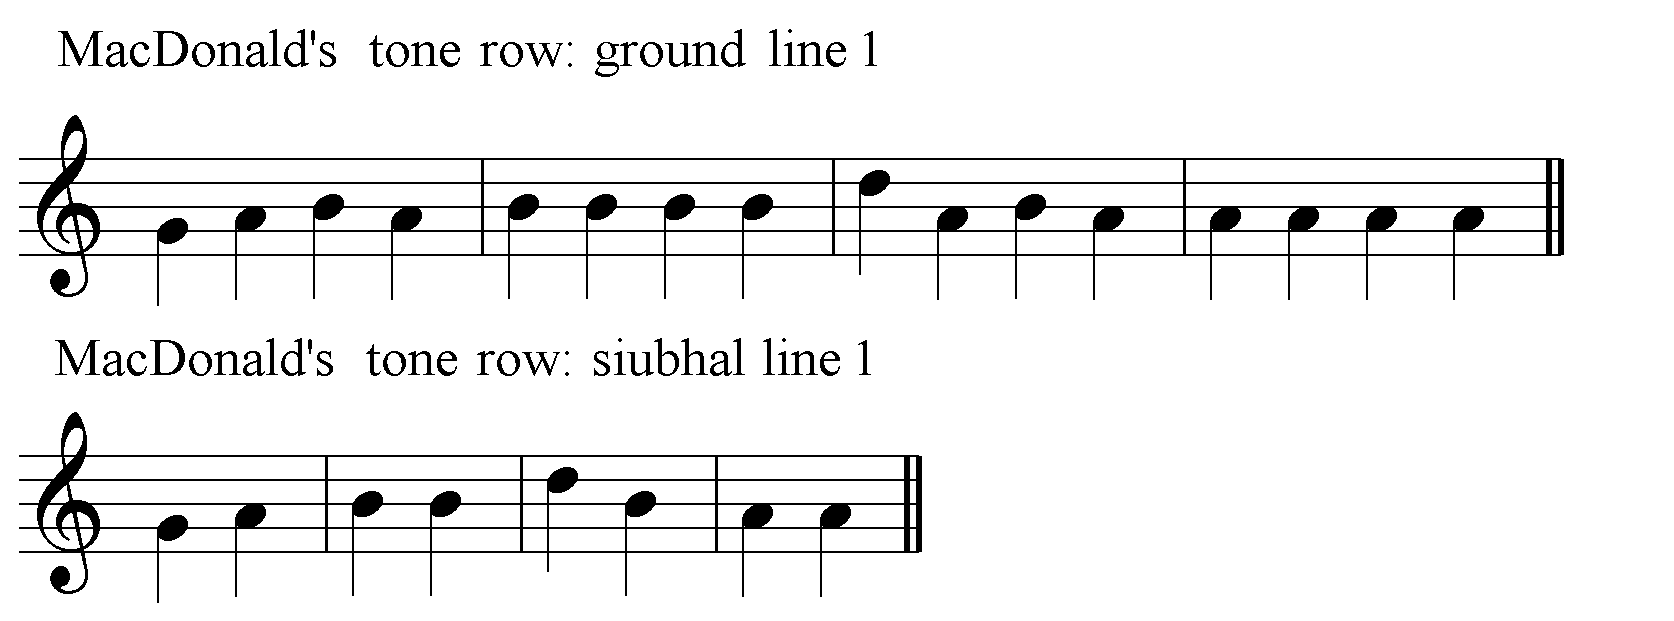 MacDonald's tone row: ground line 1
MacDonald's tone row: siubhal line 1